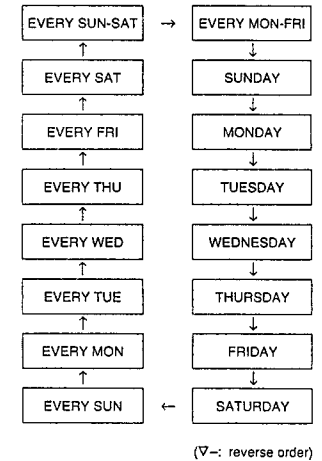 EVERY SUN-SAT → EVERY MON-FRI
↑ ↓
EVERY SAT SUNDAY
↑ ↓
EVERY FRI MONDAY
↑ ↓
EVERY THU TUESDAY
↑ ↓
EVERY WED WEDNESDAY
↑ ↓
EVERY TUE THURSDAY
↑ ↓
EVERY MON FRIDAY
↑ ↓
EVERY SUN ← SATURDAY
(∇–: reverse order)